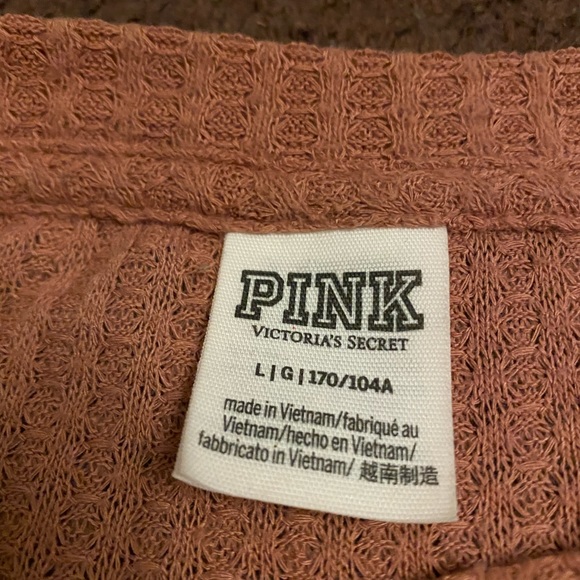 PINK
VICTORIA'S SECRET
L | G | 170/104A
made in Vietnam/fabriqué au
Vietnam/hecho en Vietnam/
fabbricato in Vietnam/ 越南制造